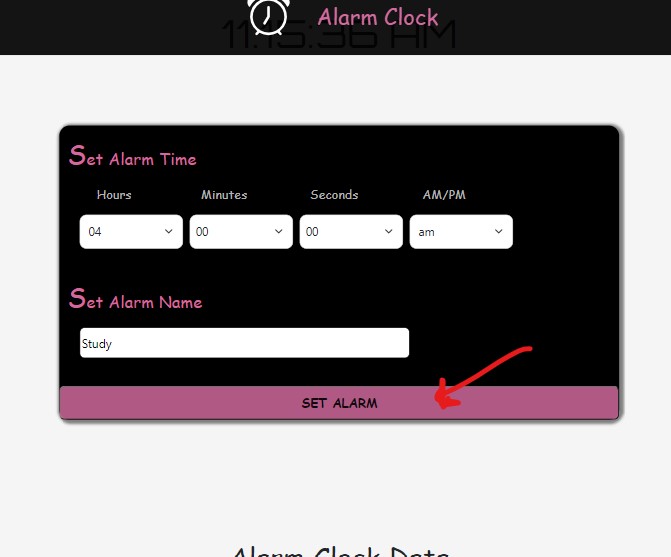 Alarm Clock
11:15:36 AM
Set Alarm Time
Hours Minutes Seconds AM/PM
04 00 00 am
Set Alarm Name
Study
SET ALARM
Alarm Clock Data